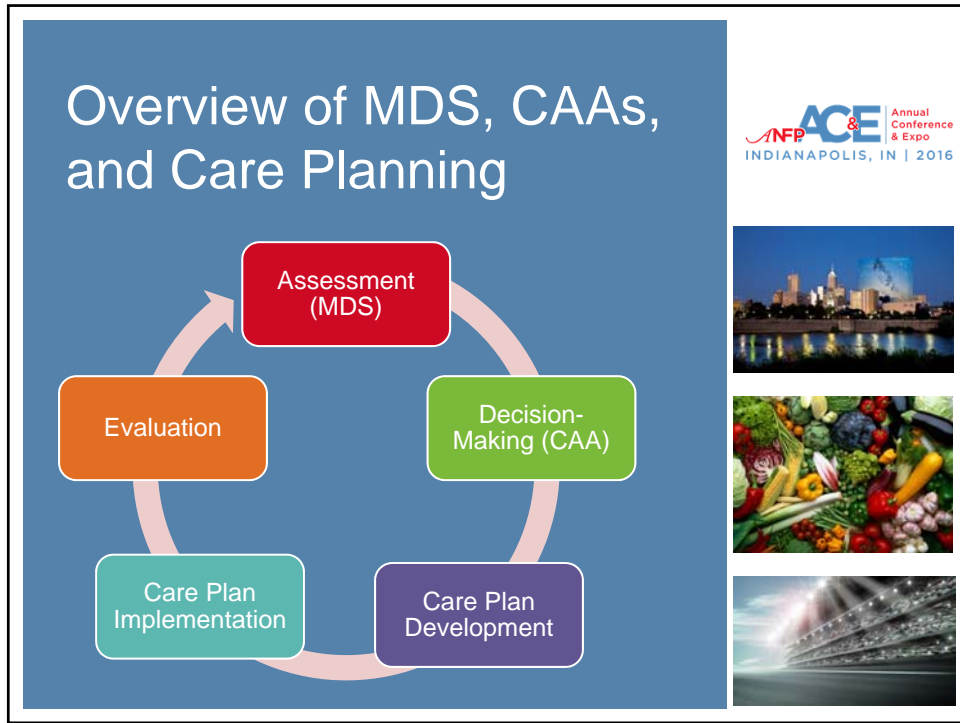 Overview of MDS, CAAs,
and Care Planning
ANFP AC&E Annual
Conference
& Expo
INDIANAPOLIS, IN | 2016
Assessment
(MDS)
Decision-
Making (CAA)
Care Plan
Development
Care Plan
Implementation
Evaluation